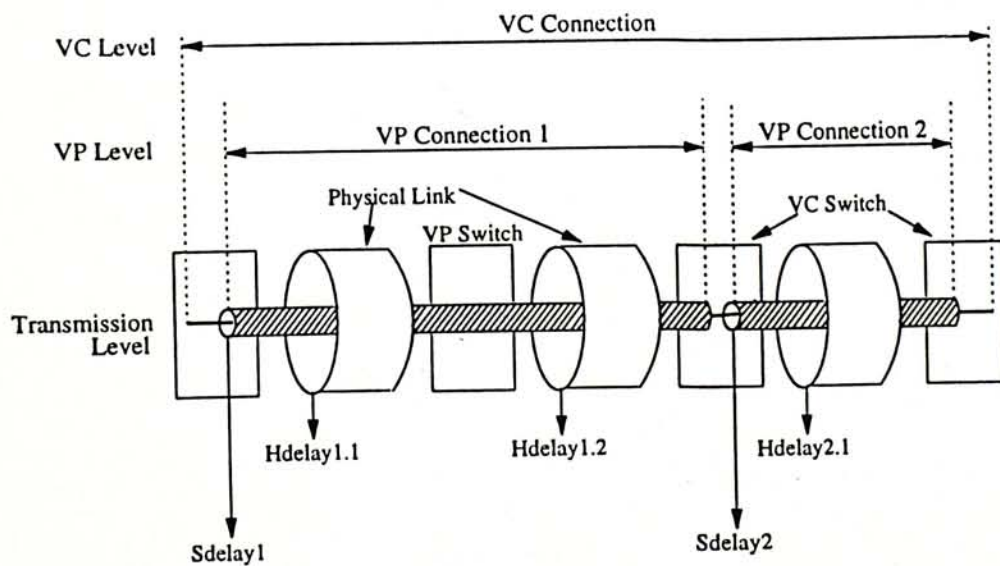 VC Connection
VC Level
VP Connection 1
VP Connection 2
VP Level
Physical Link
VC Switch
VP Switch
Transmission
Level
Hdelay1.1
Hdelay1.2
Hdelay2.1
Sdelay1
Sdelay2